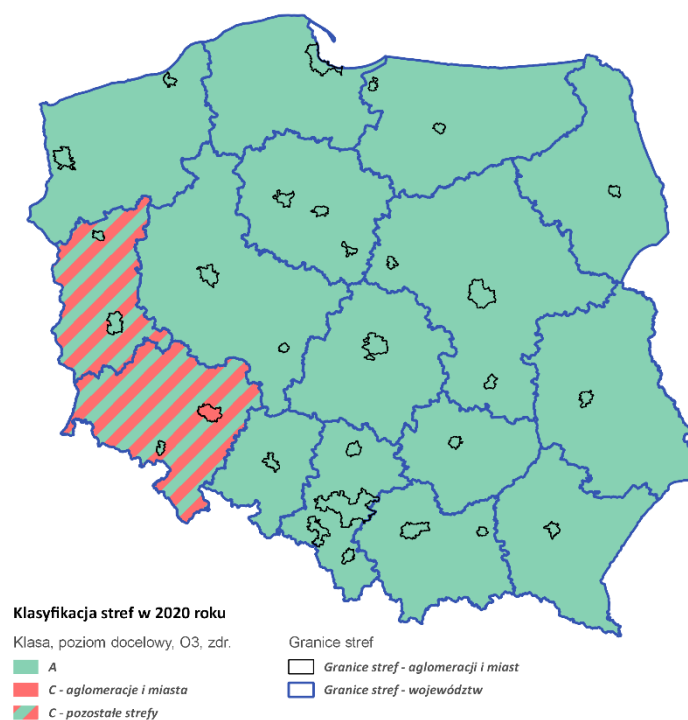 Klasyfikacja stref w 2020 roku
Klasa, poziom docelowy, O3, zdr.
A
C - aglomeracje i miasta
C - pozostałe strefy
Granice stref
Granice stref - aglomeracji i miast
Granice stref - województw